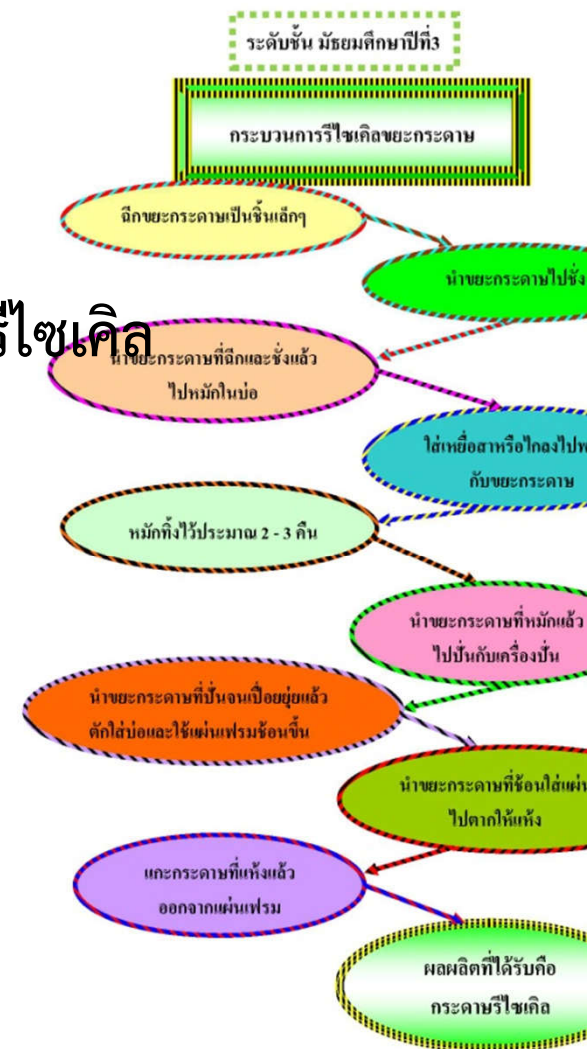 ระดับชั้น มัธยมศึกษาปีที่3
กระบวนการรีไซเคิลขยะกระดาษ
ฉีกขยะกระดาษเป็นชิ้นเล็กๆ
นำขยะกระดาษไปชั่ง
รีไซเคิล
นำขยะกระดาษที่ฉีกและชั่งแล้ว
ไปหมักในบ่อ
ใส่เหยื่อสาหรือไกลงไป
กับขยะกระดาษ
หมักทิ้งไว้ประมาณ 2 - 3 คืน
นำขยะกระดาษที่หมักแล้ว
ไปปั่นกับเครื่องปั่น
นำขยะกระดาษที่ปั่นจนเปื่อยยุ่ยแล้ว
ตักใส่บ่อและใช้แผ่นเฟรมช้อนขึ้น
นำขยะกระดาษที่ช้อนใส่แผ่น
ไปตากให้แห้ง
แกะกระดาษที่แห้งแล้ว
ออกจากแผ่นเฟรม
ผลผลิตที่ได้รับคือ
กระดาษรีไซเคิล